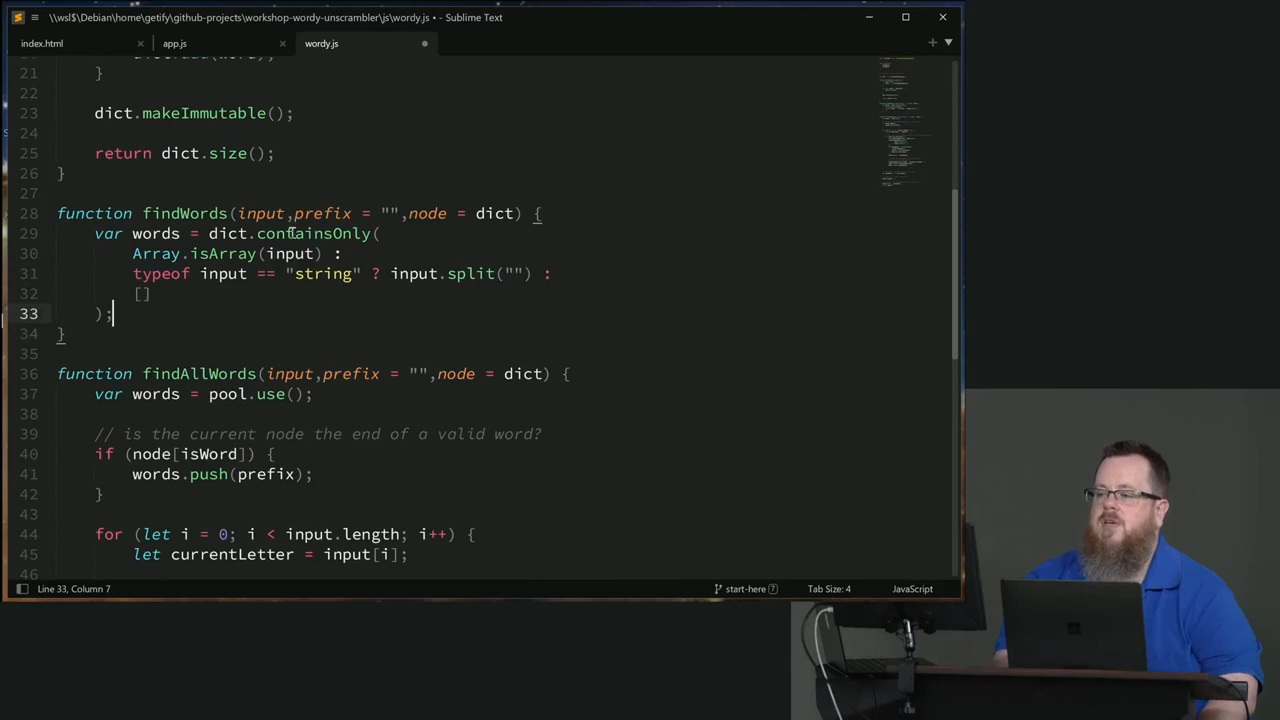 \\wsl$\Debian\home\getify\github-projects\workshop-wordy-unscrambler\js\wordy.js • - Sublime Text
index.html
app.js
wordy.js
21 }
22
23 dict.makeImmutable();
24
25 return dict.size();
26 }
27
28 function findWords(input,prefix = "",node = dict) {
29 var words = dict.containsOnly(
30 Array.isArray(input) :
31 typeof input == "string" ? input.split("") :
32 []
33 );
34 }
35
36 function findAllWords(input,prefix = "",node = dict) {
37 var words = pool.use();
38
39 // is the current node the end of a valid word?
40 if (node[isWord]) {
41 words.push(prefix);
42 }
43
44 for (let i = 0; i < input.length; i++) {
45 let currentLetter = input[i];
46
Line 33, Column 7
start-here 7
Tab Size: 4
JavaScript